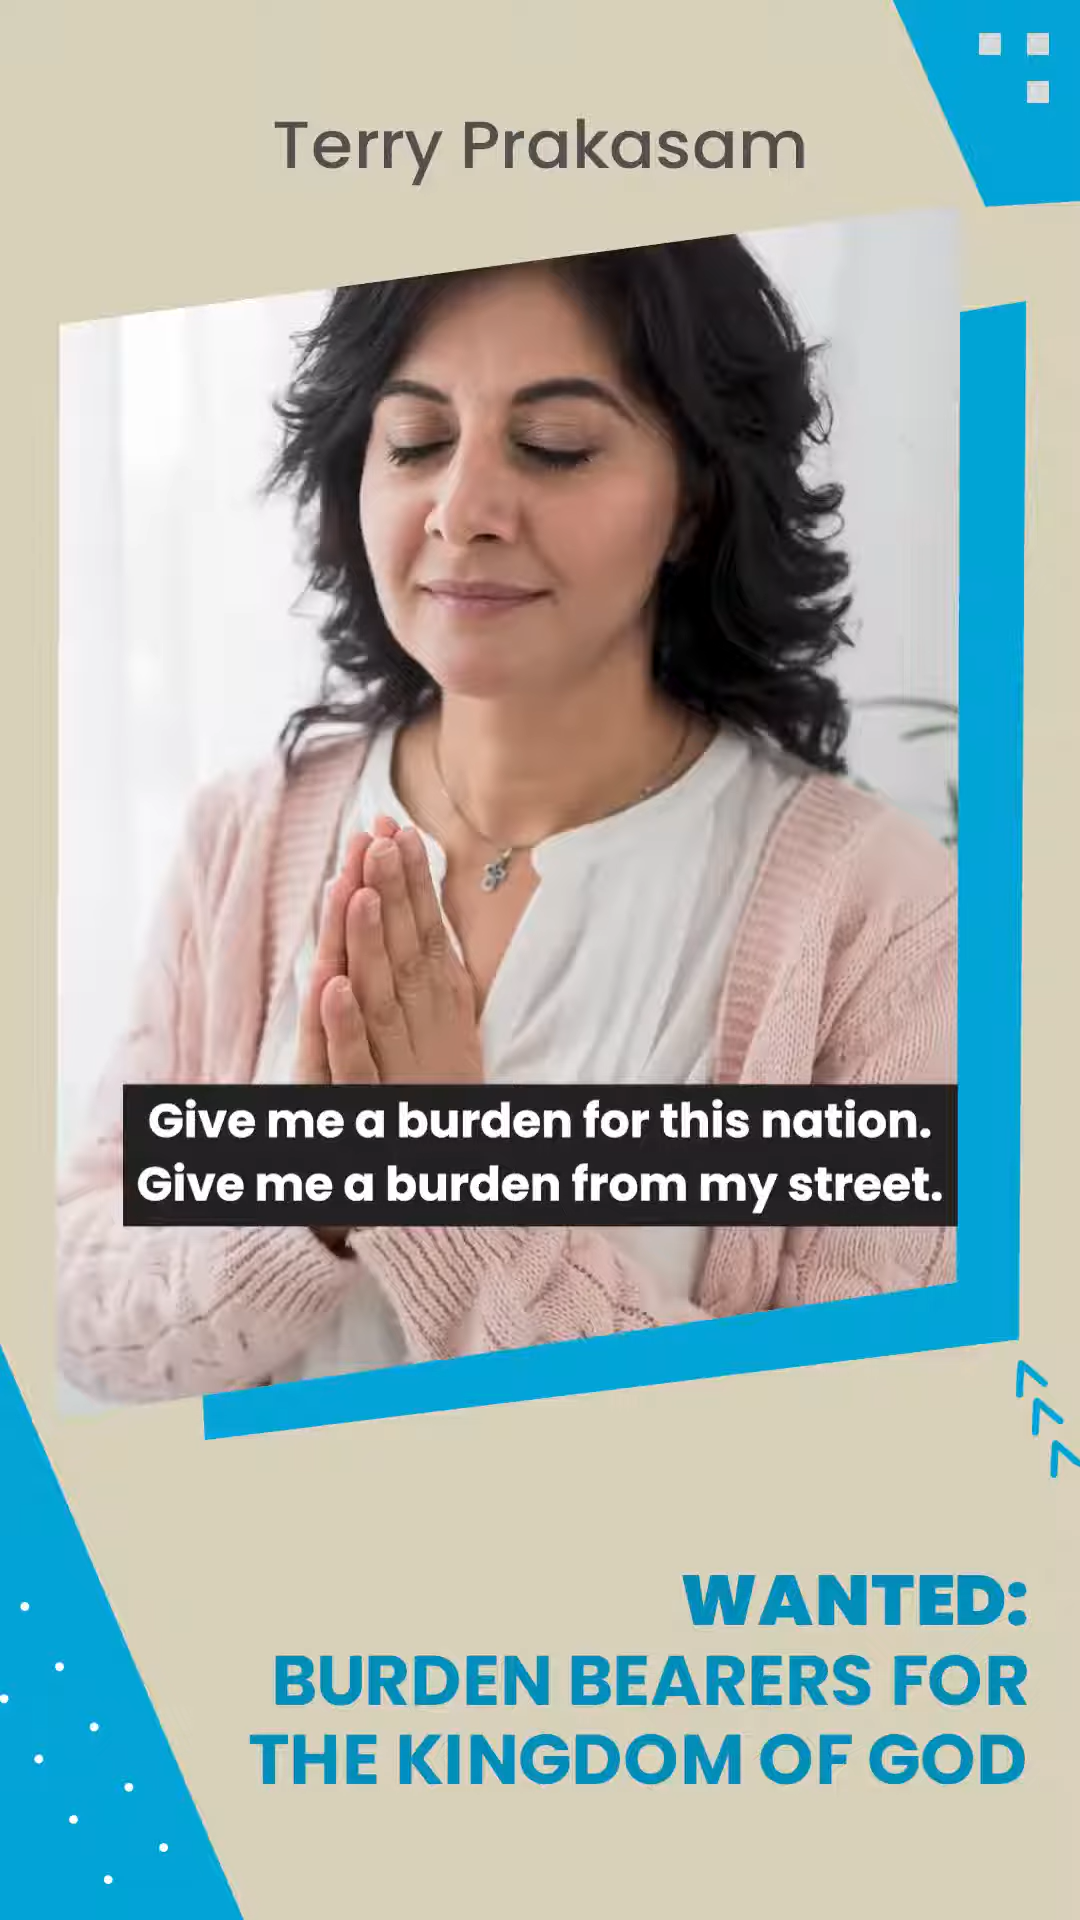 Terry Prakasam
Give me a burden for this nation.
Give me a burden from my street.
WANTED:
BURDEN BEARERS FOR
THE KINGDOM OF GOD